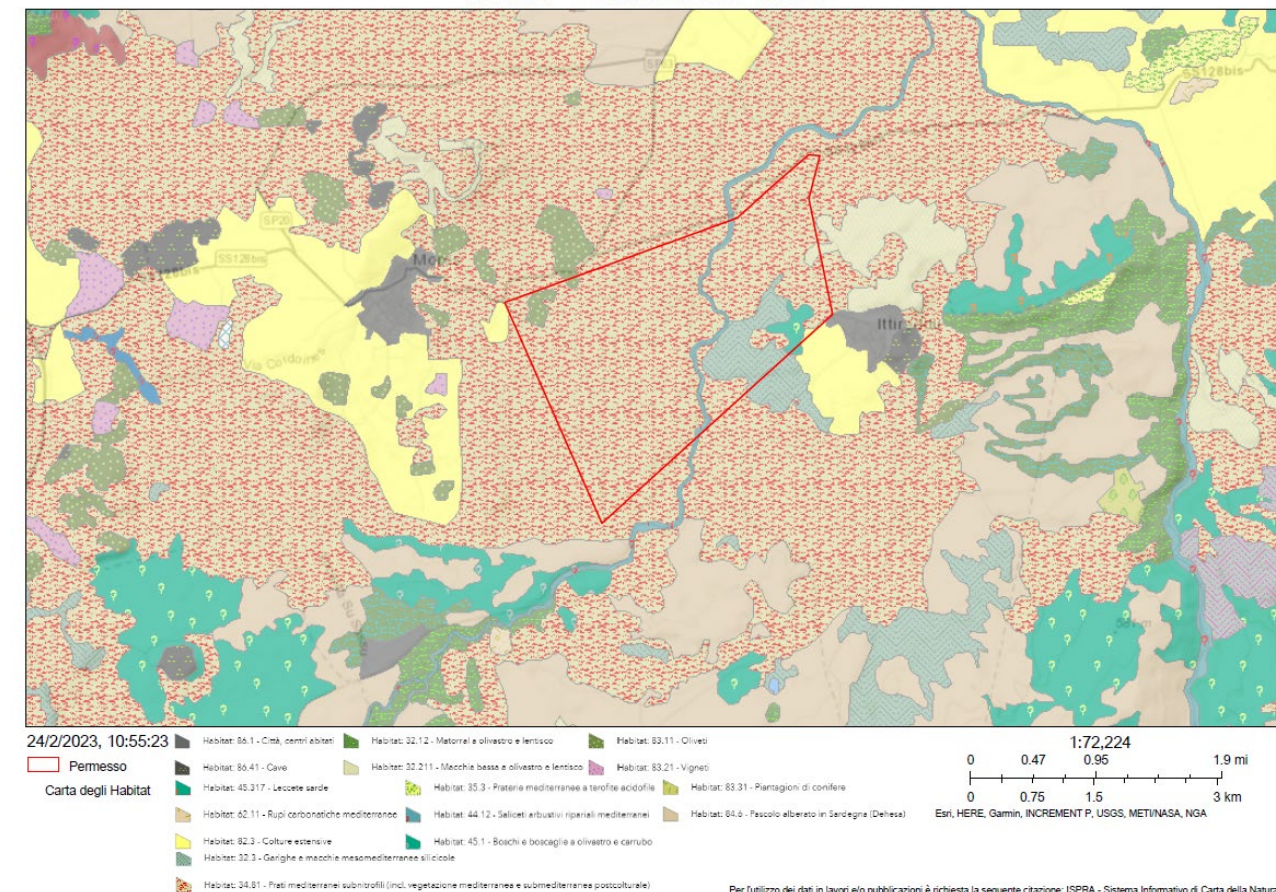 SP63
SS128bis
SP20
SS128bis
Mor
128bis
Ittir
24/2/2023, 10:55:23
Permesso
Carta degli Habitat
Habitat: 86.1 - Città, centri abitati
Habitat: 32.12 - Matorral a olivastro e lentisco
Habitat: 83.11 - Oliveti
Habitat: 86.41 - Cave
Habitat: 32.211 - Macchia bassa a olivastro e lentisco
Habitat: 83.21 - Vigneti
Habitat: 45.317 - Leccete sarde
Habitat: 35.3 - Praterie mediterranee a terofite acidofile
Habitat: 83.31 - Piantagioni di conifere
Habitat: 62.11 - Rupi carbonatiche mediterranee
Habitat: 44.12 - Saliceti arbustivi ripariali mediterranei
Habitat: 84.6 - Pascolo alberato in Sardegna (Dehesa)
Habitat: 82.3 - Colture estensive
Habitat: 45.1 - Boschi e boscaglie a olivastro e carrubo
Habitat: 32.3 - Garighe e macchie mesomediterranee silicicole
Habitat: 34.81 - Prati mediterranei subnitrofili (incl. vegetazione mediterranea e submediterranea postcolturale)
1:72,224
0 0.47 0.95 1.9 mi
0 0.75 1.5 3 km
Esri, HERE, Garmin, INCREMENT P, USGS, METI/NASA, NGA
Per l'utilizzo dei dati in lavori e/o pubblicazioni è richiesta la seguente citazione: ISPRA - Sistema Informativo di Carta della Natura